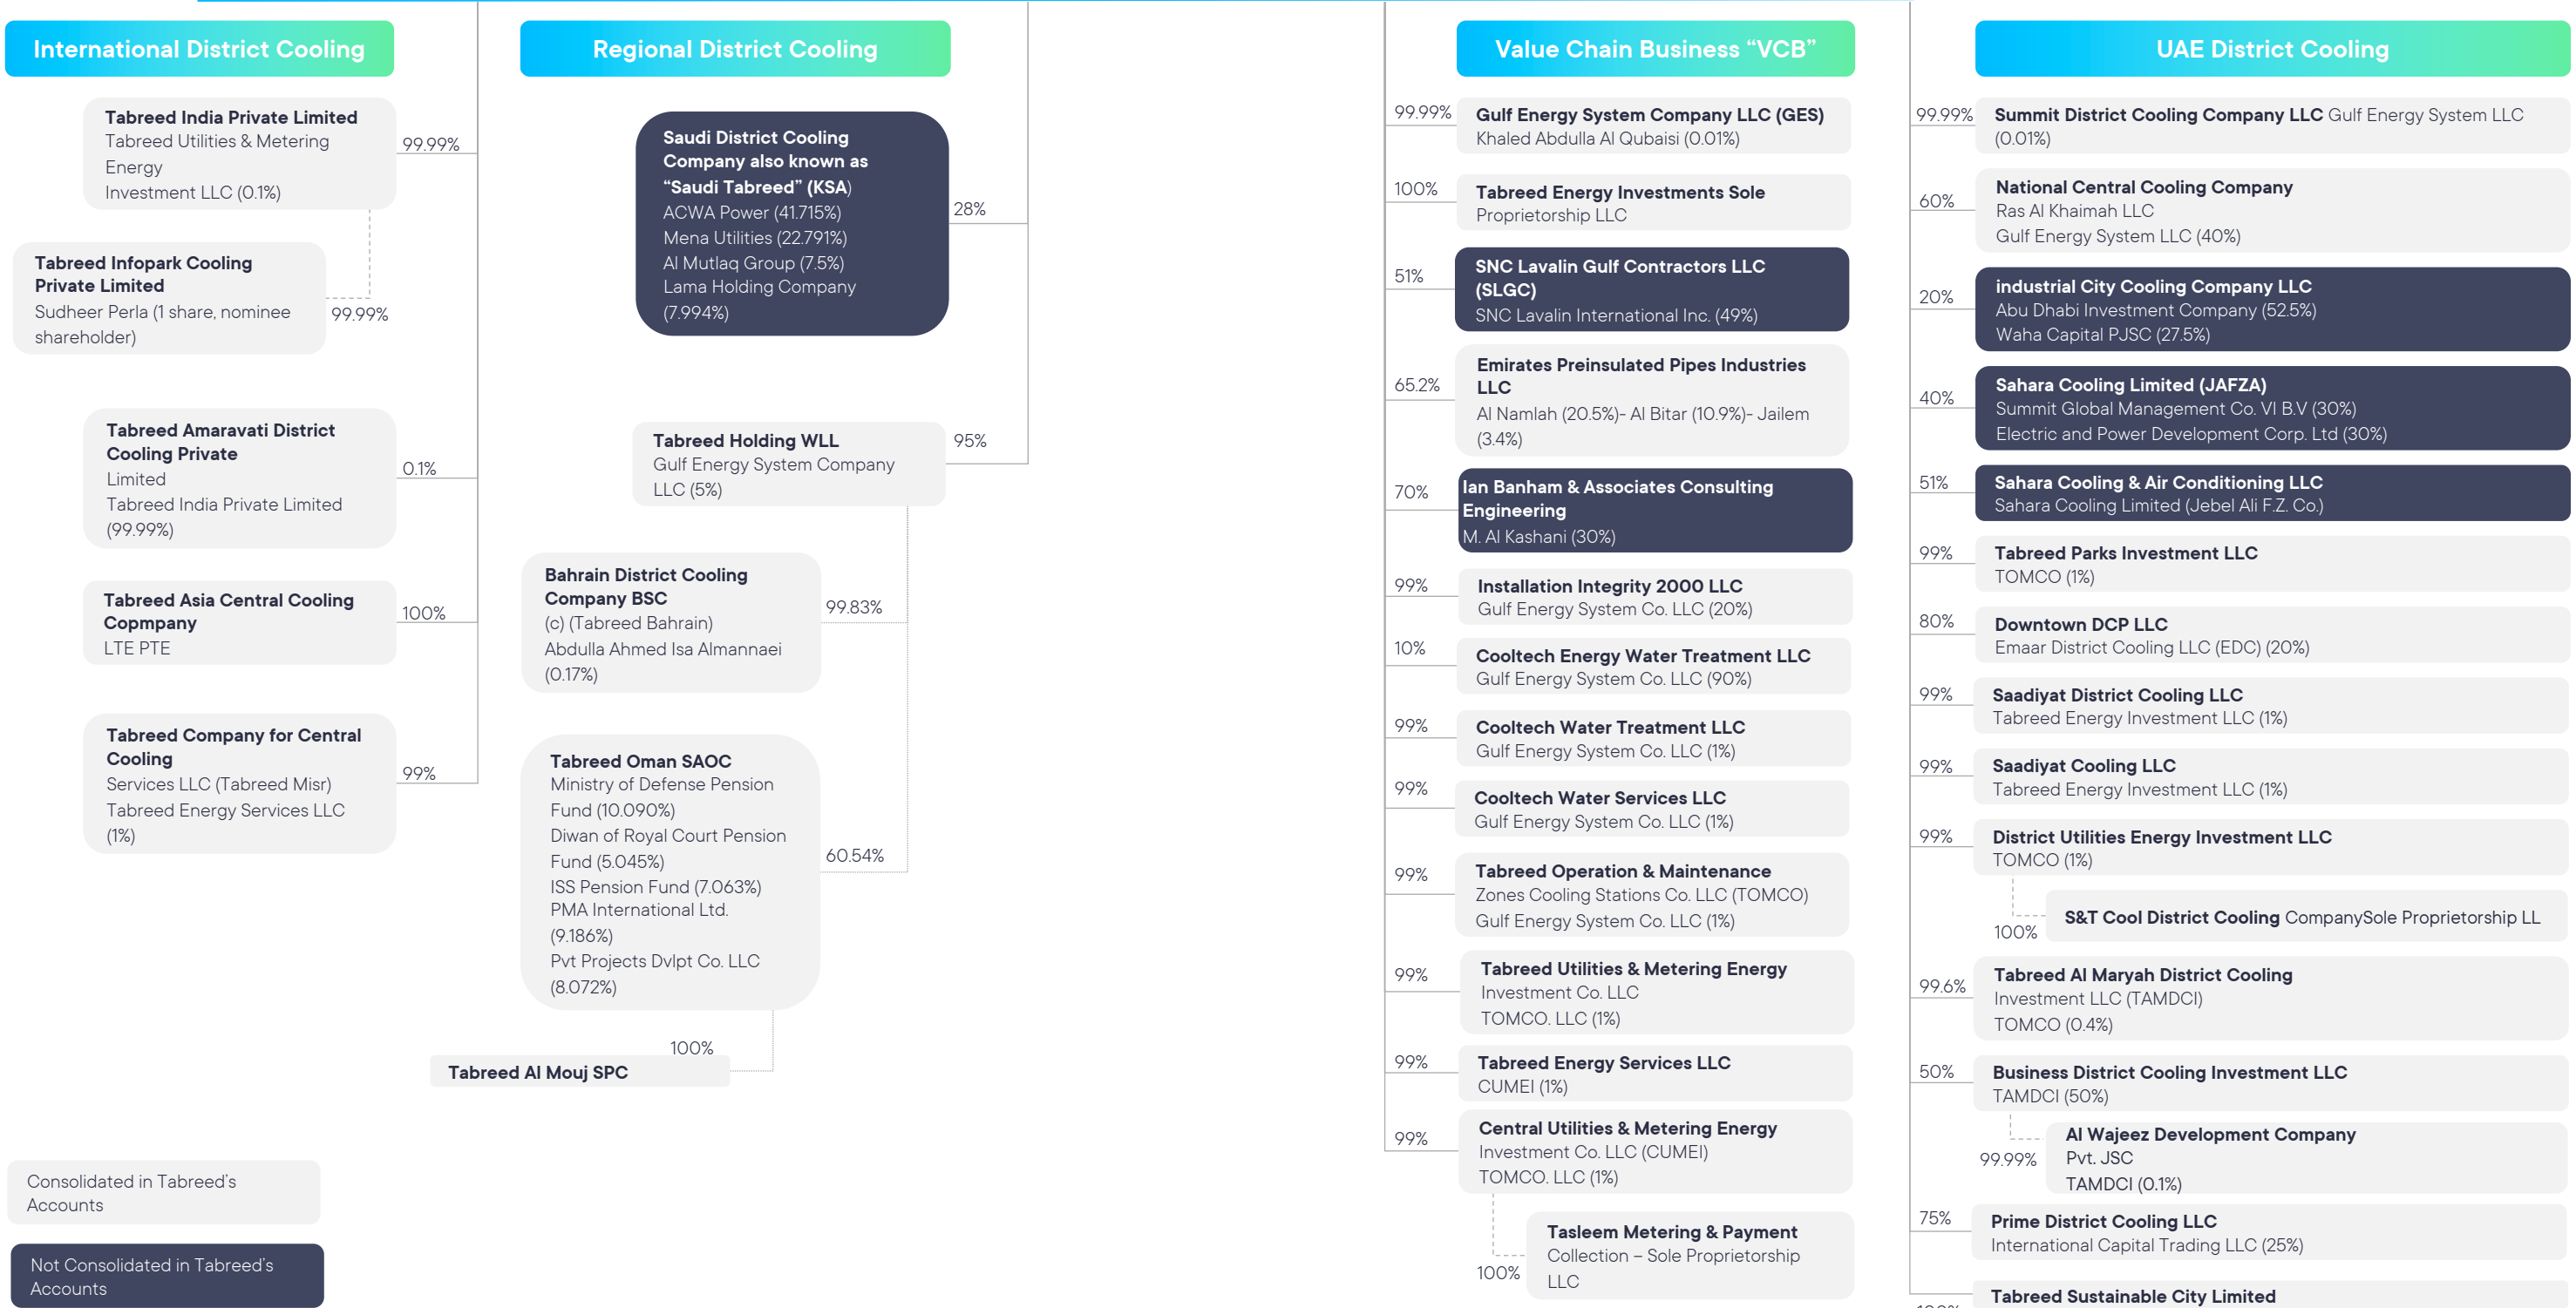 International District Cooling
Tabreed India Private Limited
Tabreed Utilities & Metering
Energy
Investment LLC (0.1%)
99.99%
Tabreed Infopark Cooling
Private Limited
Sudheer Perla (1 share, nominee
shareholder)
99.99%
Tabreed Amaravati District
Cooling Private
Limited
Tabreed India Private Limited
(99.99%)
0.1%
Tabreed Asia Central Cooling
Copmpany
LTE PTE
100%
Tabreed Company for Central
Cooling
Services LLC (Tabreed Misr)
Tabreed Energy Services LLC
(1%)
99%
Consolidated in Tabreed's
Accounts
Not Consolidated in Tabreed's
Accounts
Regional District Cooling
Saudi District Cooling
Company also known as
“Saudi Tabreed” (KSA)
ACWA Power (41.715%)
Mena Utilities (22.791%)
Al Mutlaq Group (7.5%)
Lama Holding Company
(7.994%)
28%
Tabreed Holding WLL
Gulf Energy System Company
LLC (5%)
95%
Bahrain District Cooling
Company BSC
(c) (Tabreed Bahrain)
Abdulla Ahmed Isa Almannaei
(0.17%)
99.83%
Tabreed Oman SAOC
Ministry of Defense Pension
Fund (10.090%)
Diwan of Royal Court Pension
Fund (5.045%)
ISS Pension Fund (7.063%)
PMA International Ltd.
(9.186%)
Pvt Projects Dvlpt Co. LLC
(8.072%)
60.54%
100%
Tabreed Al Mouj SPC
Value Chain Business “VCB”
99.99%
Gulf Energy System Company LLC (GES)
Khaled Abdulla Al Qubaisi (0.01%)
100%
Tabreed Energy Investments Sole
Proprietorship LLC
51%
SNC Lavalin Gulf Contractors LLC
(SLGC)
SNC Lavalin International Inc. (49%)
65.2%
Emirates Preinsulated Pipes Industries
LLC
Al Namlah (20.5%)- Al Bitar (10.9%)- Jailem
(3.4%)
70%
Ian Banham & Associates Consulting
Engineering
M. Al Kashani (30%)
99%
Installation Integrity 2000 LLC
Gulf Energy System Co. LLC (20%)
10%
Cooltech Energy Water Treatment LLC
Gulf Energy System Co. LLC (90%)
99%
Cooltech Water Treatment LLC
Gulf Energy System Co. LLC (1%)
99%
Cooltech Water Services LLC
Gulf Energy System Co. LLC (1%)
99%
Tabreed Operation & Maintenance
Zones Cooling Stations Co. LLC (TOMCO)
Gulf Energy System Co. LLC (1%)
99%
Tabreed Utilities & Metering Energy
Investment Co. LLC
TOMCO. LLC (1%)
99%
Tabreed Energy Services LLC
CUMEI (1%)
99%
Central Utilities & Metering Energy
Investment Co. LLC (CUMEI)
TOMCO. LLC (1%)
100%
Tasleem Metering & Payment
Collection – Sole Proprietorship
LLC
UAE District Cooling
99.99%
Summit District Cooling Company LLC Gulf Energy System LLC
(0.01%)
60%
National Central Cooling Company
Ras Al Khaimah LLC
Gulf Energy System LLC (40%)
20%
industrial City Cooling Company LLC
Abu Dhabi Investment Company (52.5%)
Waha Capital PJSC (27.5%)
40%
Sahara Cooling Limited (JAFZA)
Summit Global Management Co. VI B.V (30%)
Electric and Power Development Corp. Ltd (30%)
51%
Sahara Cooling & Air Conditioning LLC
Sahara Cooling Limited (Jebel Ali F.Z. Co.)
99%
Tabreed Parks Investment LLC
TOMCO (1%)
80%
Downtown DCP LLC
Emaar District Cooling LLC (EDC) (20%)
99%
Saadiyat District Cooling LLC
Tabreed Energy Investment LLC (1%)
99%
Saadiyat Cooling LLC
Tabreed Energy Investment LLC (1%)
99%
District Utilities Energy Investment LLC
TOMCO (1%)
100%
S&T Cool District Cooling CompanySole Proprietorship LL
99.6%
Tabreed Al Maryah District Cooling
Investment LLC (TAMDCI)
TOMCO (0.4%)
50%
Business District Cooling Investment LLC
TAMDCI (50%)
99.99%
Al Wajeez Development Company
Pvt. JSC
TAMDCI (0.1%)
75%
Prime District Cooling LLC
International Capital Trading LLC (25%)
Tabreed Sustainable City Limited